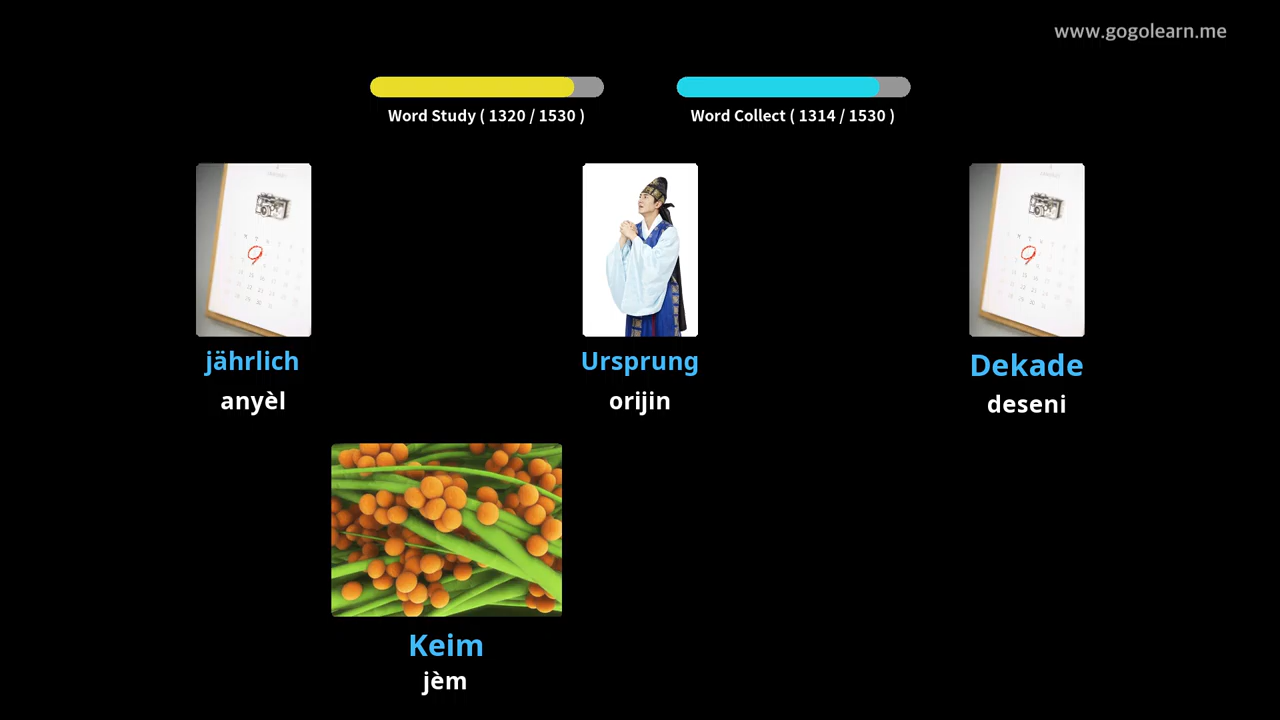 www.gogolearn.me
Word Study ( 1320 / 1530 )
Word Collect ( 1314 / 1530 )
jährlich
anyèl
Ursprung
orijin
Dekade
deseni
Keim
jèm